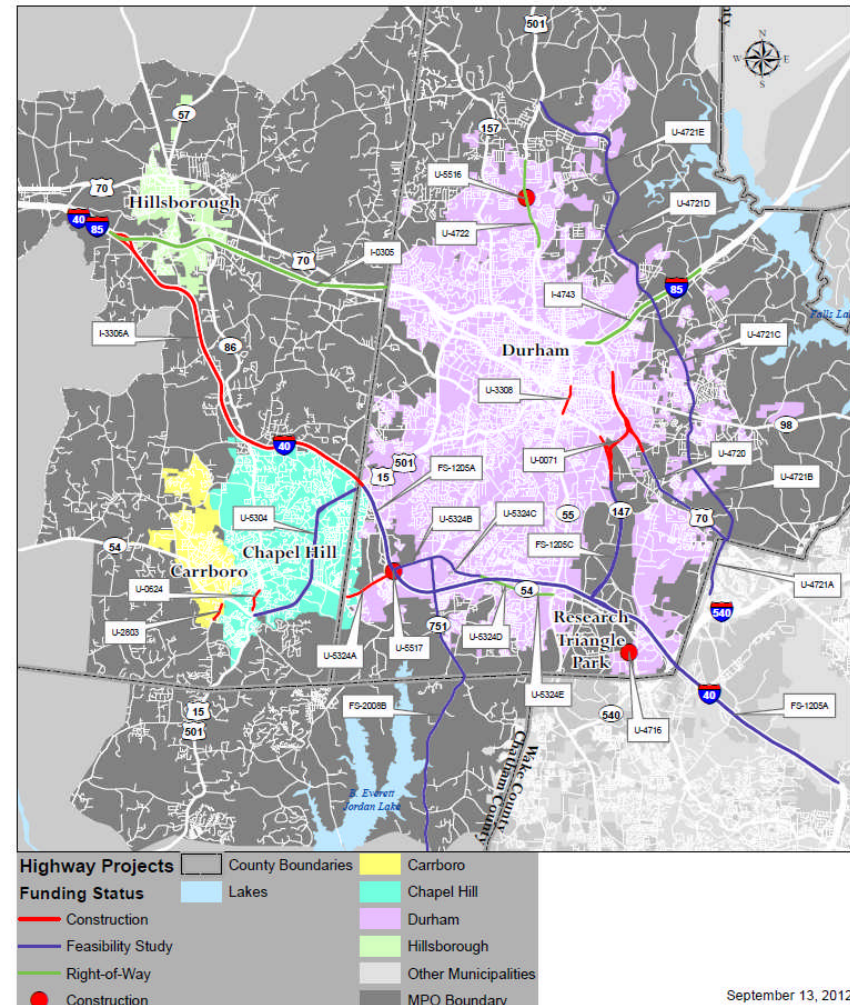 501
N
W E
S
57
157
U-4721E
70
U-5516
Hillsborough
40
85
U-4721D
U-4722
70
I-0305
I-4743
85
Falls Lake
I-3306A
86
Durham
U-4721C
U-3308
98
40
501
15
FS-1205A
U-0071
U-4720
U-4721B
U-5304
U-5324B
U-5324C
55
147
70
54
Chapel Hill
FS-1205C
Carrboro
U-4721A
U-0624
54
Research
Triangle
Park
540
U-2803
751
U-5324D
U-5324A
U-5517
U-5324E
40
15
501
FS-2008B
540
U-4716
FS-1205A
Wake County
Chatham County
B. Everett
Jordan Lake
Highway Projects
Funding Status
Construction
Feasibility Study
Right-of-Way
Construction
County Boundaries
Lakes
Carrboro
Chapel Hill
Durham
Hillsborough
Other Municipalities
MPO Boundary
September 13, 2012